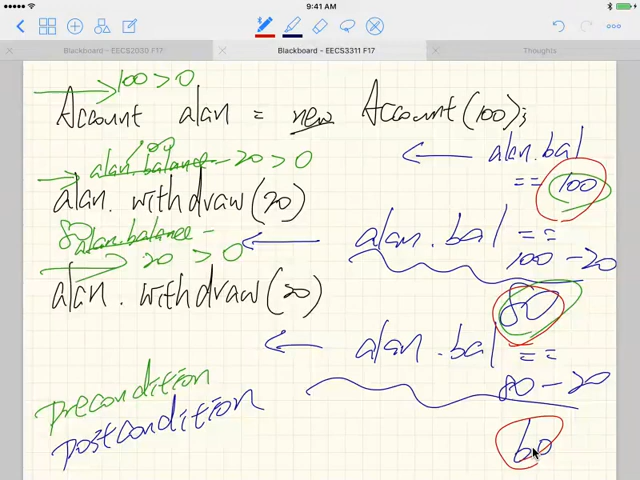 9:41 AM
Blackboard - EECS2030 F17
Blackboard - EECS3311 F17
Thoughts
100 > 0
Account alan = new Account(100);
alan.bal
== 100
100
alan.balance - 20 > 0
alan.withdraw(20)
80
alan.balance -
20 > 0
alan.bal ==
100 - 20
80
alan.withdraw(20)
alan.bal ==
80 - 20
60
precondition
postcondition